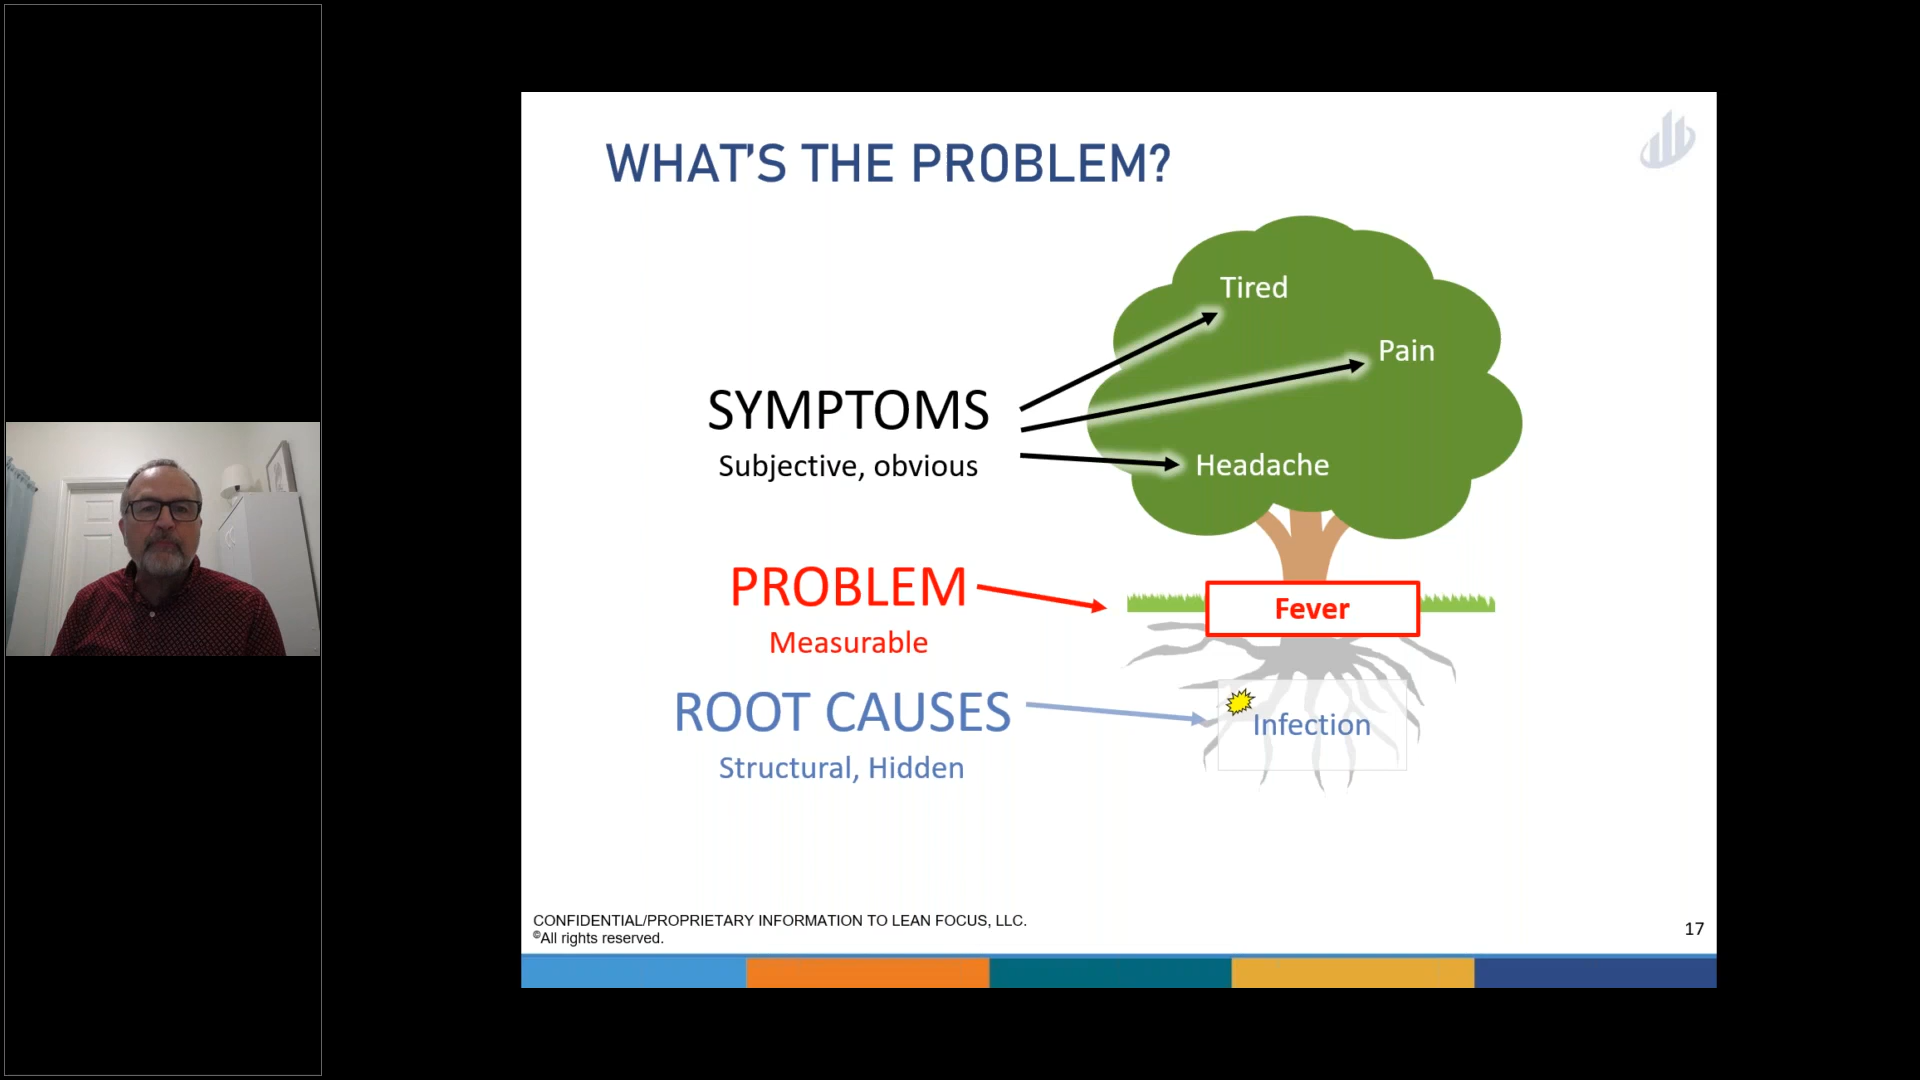 WHAT'S THE PROBLEM?
Tired
Pain
SYMPTOMS
Subjective, obvious
Headache
PROBLEM
Measurable
Fever
ROOT CAUSES
Structural, Hidden
Infection
CONFIDENTIAL/PROPRIETARY INFORMATION TO LEAN FOCUS, LLC.
©All rights reserved.
17